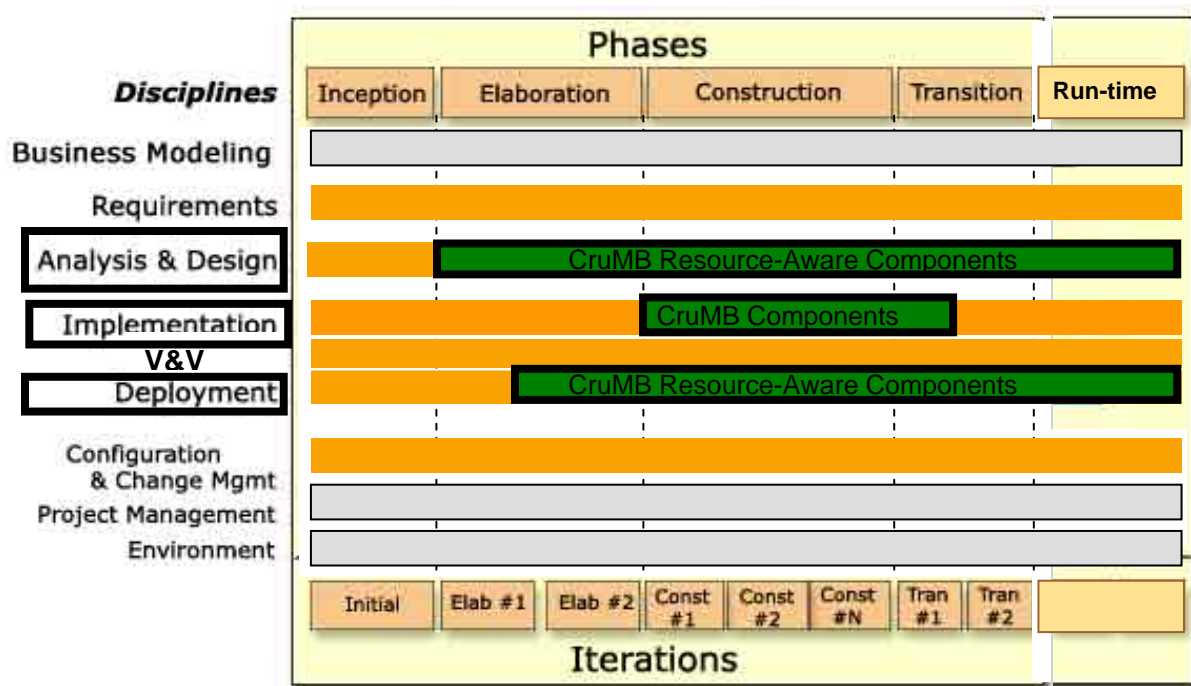 Phases
Disciplines
Inception
Elaboration
Construction
Transition
Run-time
Business Modeling
Requirements
Analysis & Design
CruMB Resource-Aware Components
Implementation
CruMB Components
V&V
Deployment
CruMB Resource-Aware Components
Configuration
& Change Mgmt
Project Management
Environment
Initial
Elab #1
Elab #2
Const
#1
Const
#2
Const
#N
Tran
#1
Tran
#2
Iterations